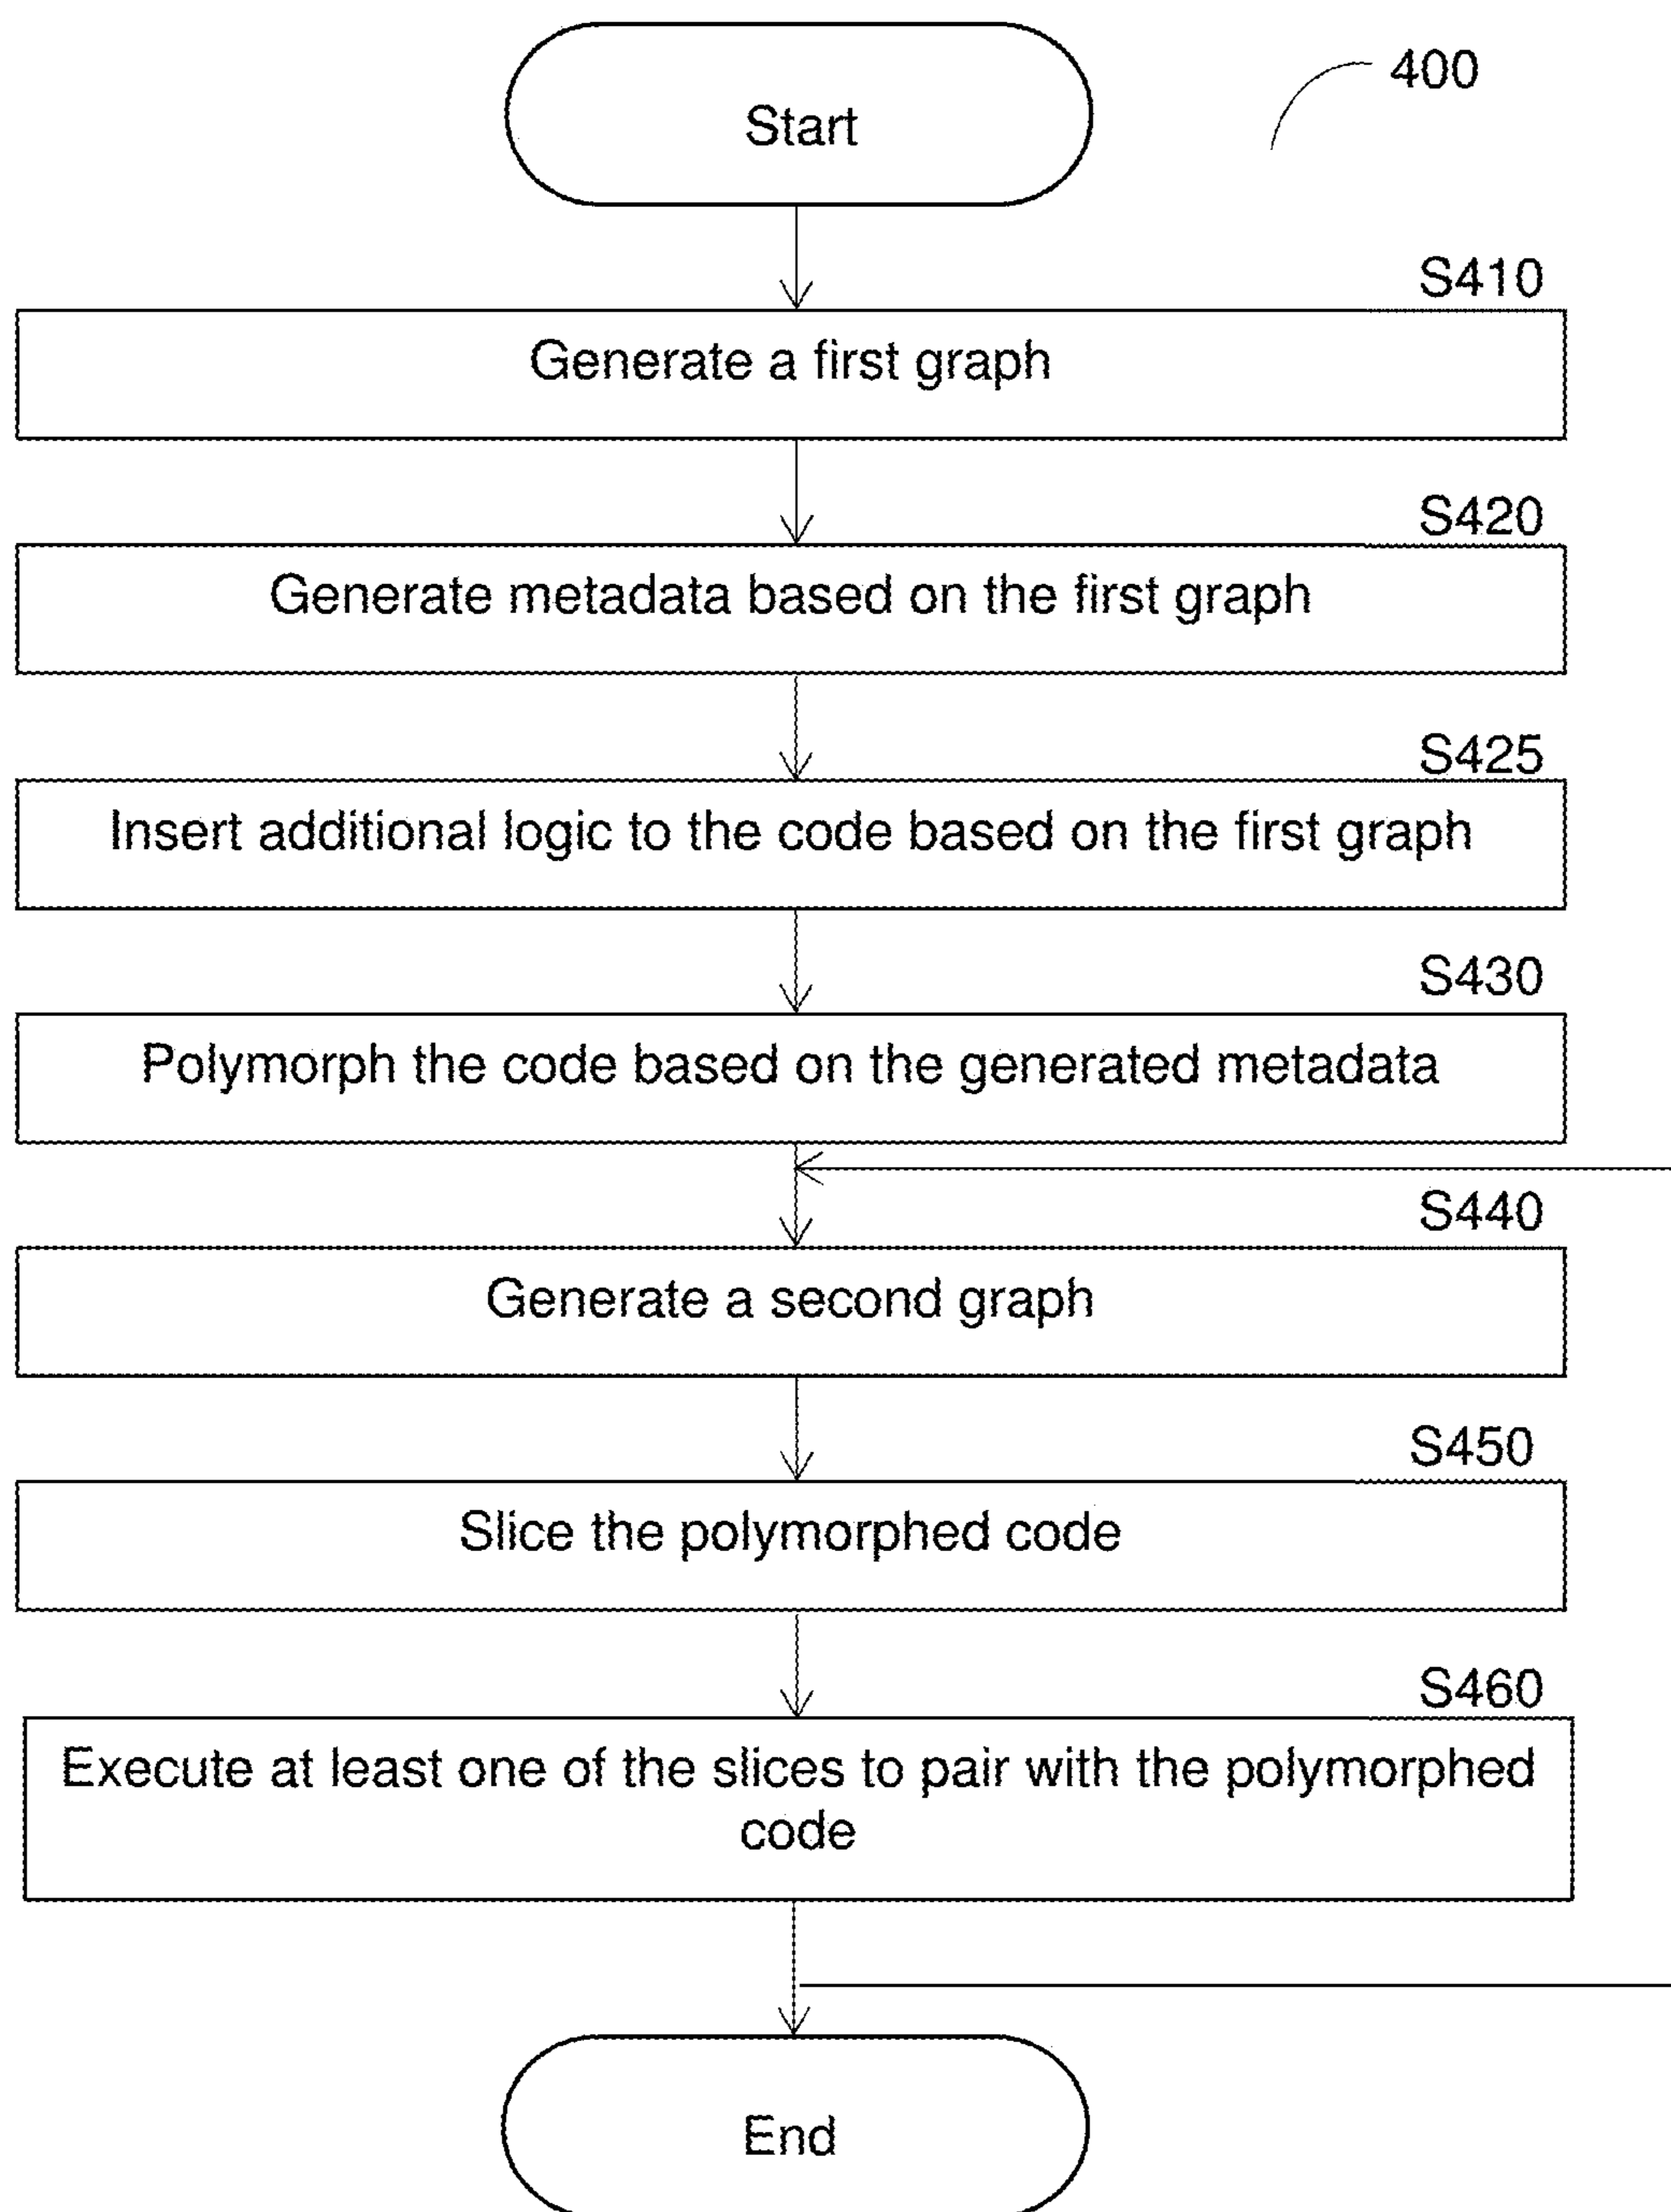 Start
400
S410
Generate a first graph
S420
Generate metadata based on the first graph
S425
Insert additional logic to the code based on the first graph
S430
Polymorph the code based on the generated metadata
S440
Generate a second graph
S450
Slice the polymorphed code
S460
Execute at least one of the slices to pair with the polymorphed
code
End